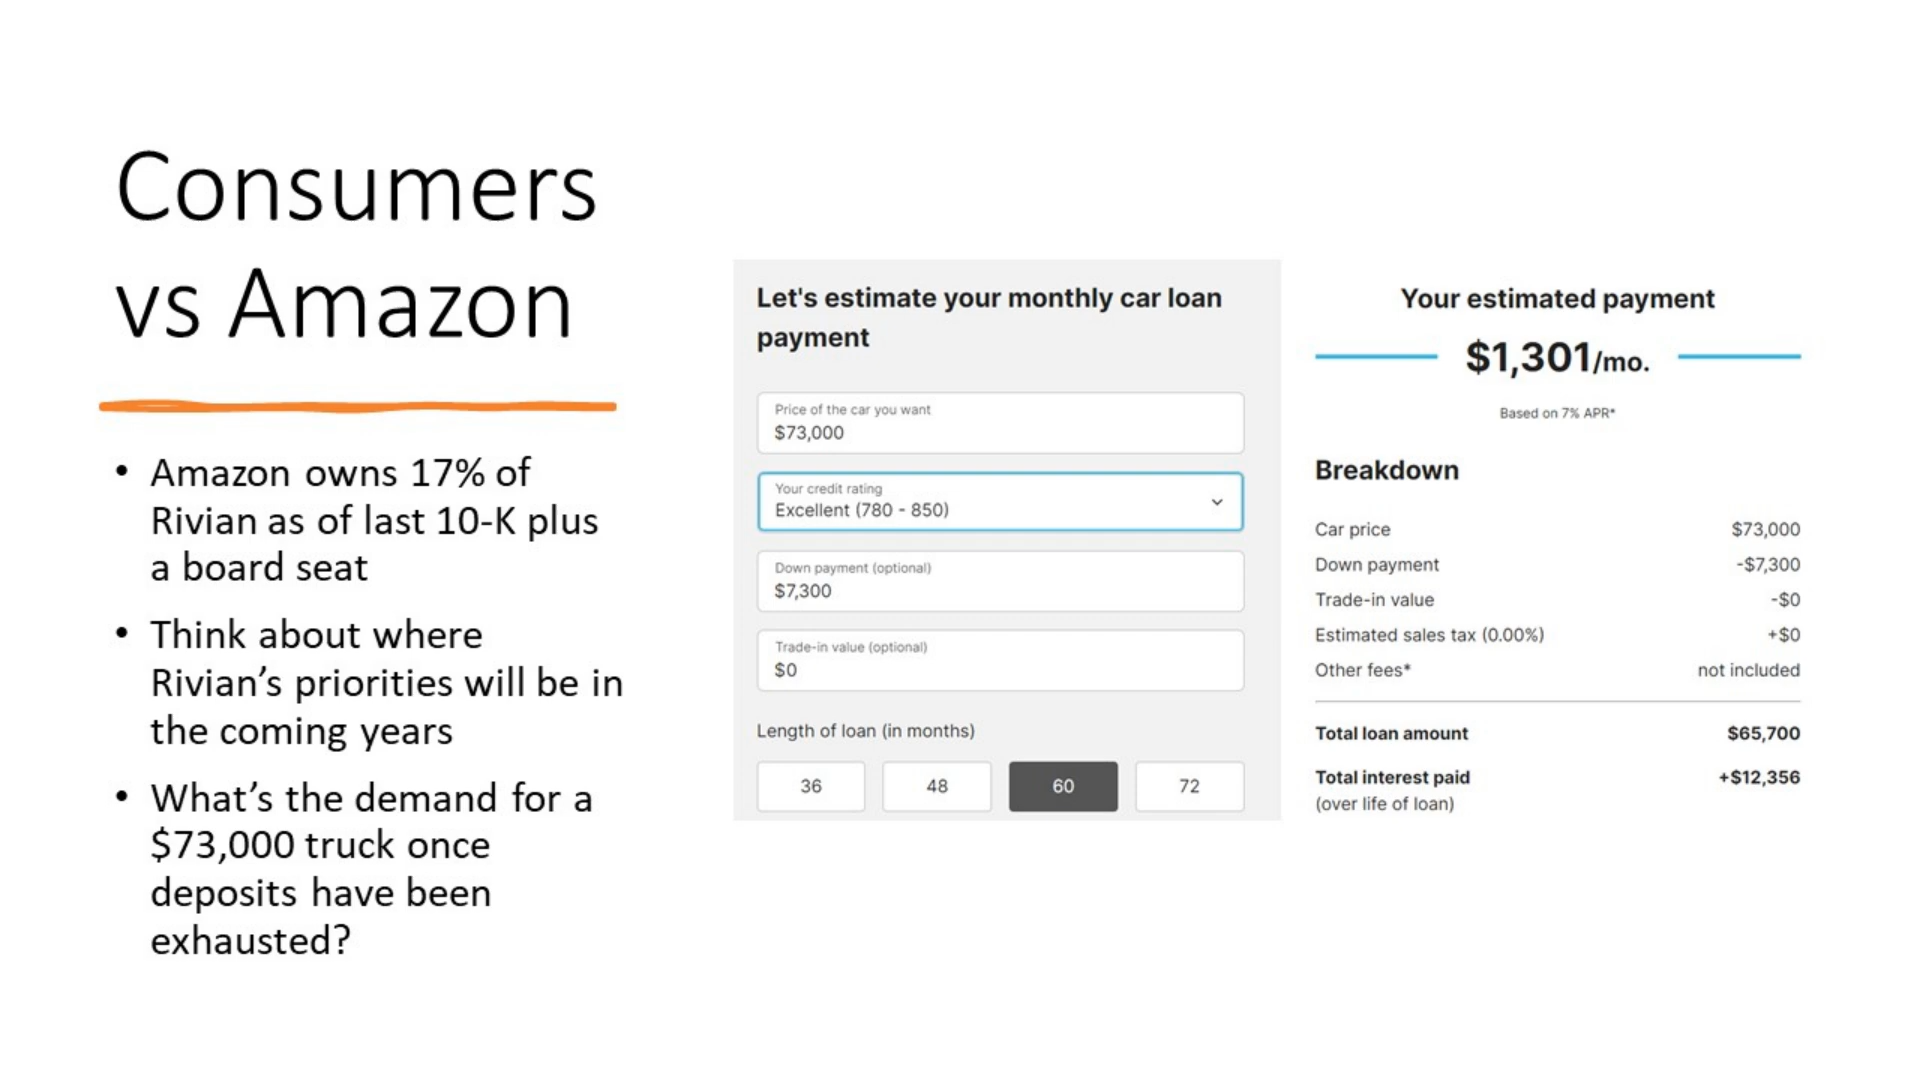 Consumers
vs Amazon
• Amazon owns 17% of
Rivian as of last 10-K plus
a board seat
• Think about where
Rivian’s priorities will be in
the coming years
• What’s the demand for a
$73,000 truck once
deposits have been
exhausted?
Let's estimate your monthly car loan
payment
Price of the car you want
$73,000
Your credit rating
Excellent (780 - 850)
Down payment (optional)
$7,300
Trade-in value (optional)
$0
Length of loan (in months)
36 48 60 72
Your estimated payment
$1,301/mo.
Based on 7% APR*
Breakdown
Car price $73,000
Down payment -$7,300
Trade-in value -$0
Estimated sales tax (0.00%) +$0
Other fees* not included
Total loan amount $65,700
Total interest paid +$12,356
(over life of loan)